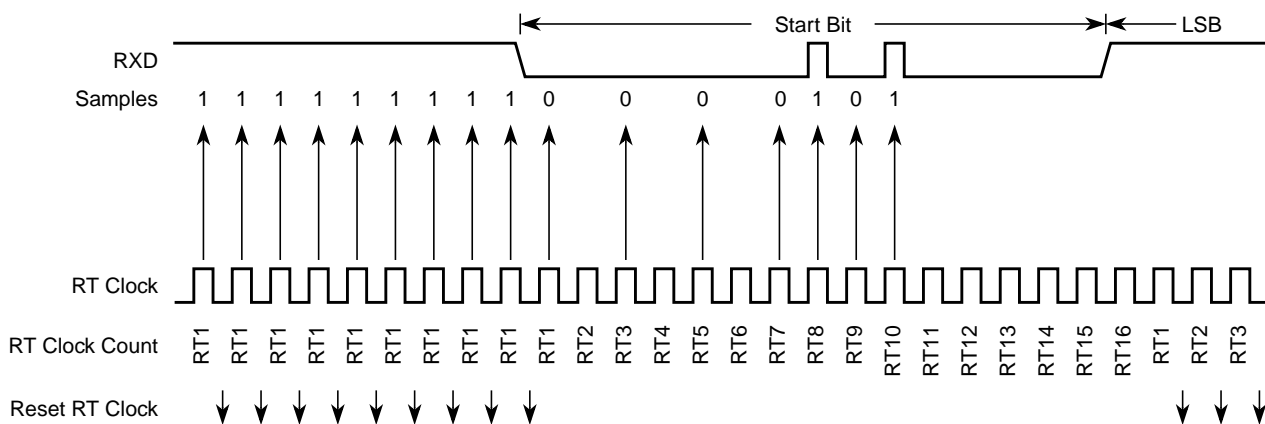 Start Bit LSB
RXD
Samples 1 1 1 1 1 1 1 1 1 0 0 0 0 1 0 1
RT Clock
RT Clock Count RT1 RT1 RT1 RT1 RT1 RT1 RT1 RT1 RT1 RT1 RT2 RT3 RT4 RT5 RT6 RT7 RT8 RT9 RT10 RT11 RT12 RT13 RT14 RT15 RT16 RT1 RT2 RT3
Reset RT Clock